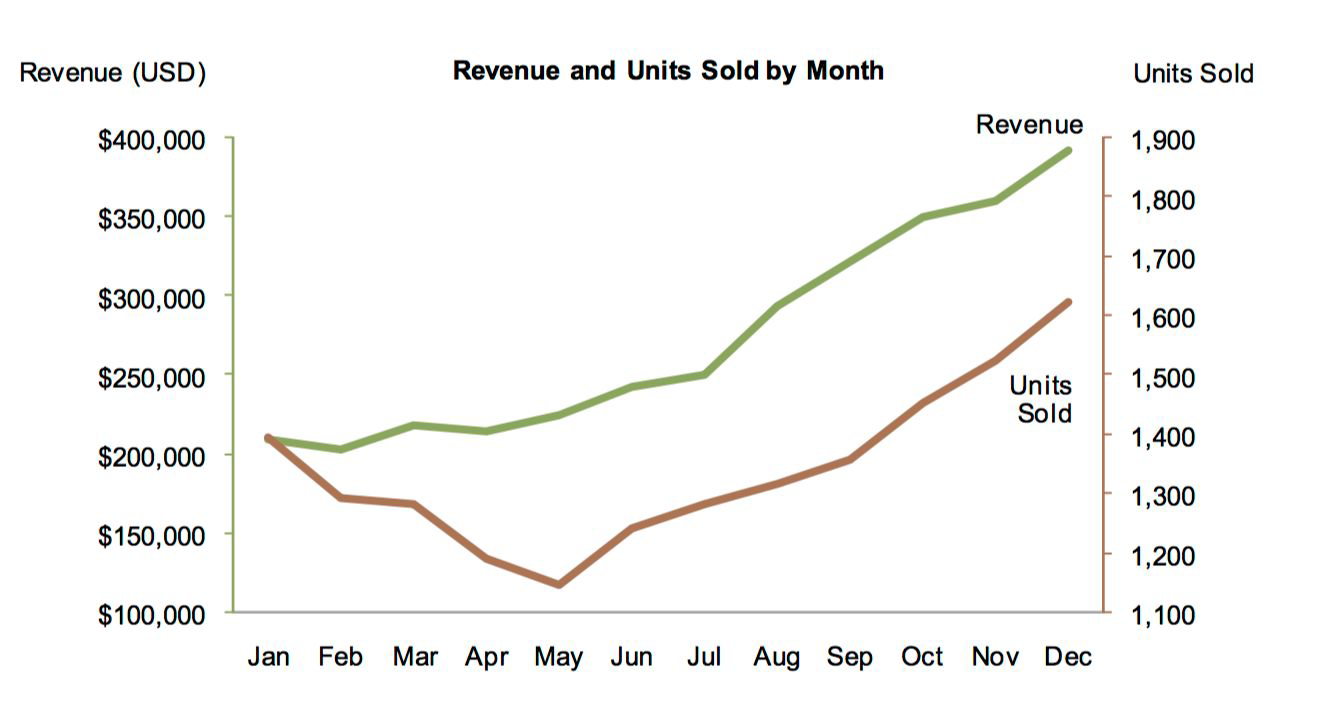 Revenue (USD)
Revenue and Units Sold by Month
Units Sold
Revenue
$400,000
$350,000
$300,000
$250,000
$200,000
$150,000
$100,000
1,900
1,800
1,700
1,600
1,500
1,400
1,300
1,200
1,100
Units
Sold
Jan Feb Mar Apr May Jun Jul Aug Sep Oct Nov Dec